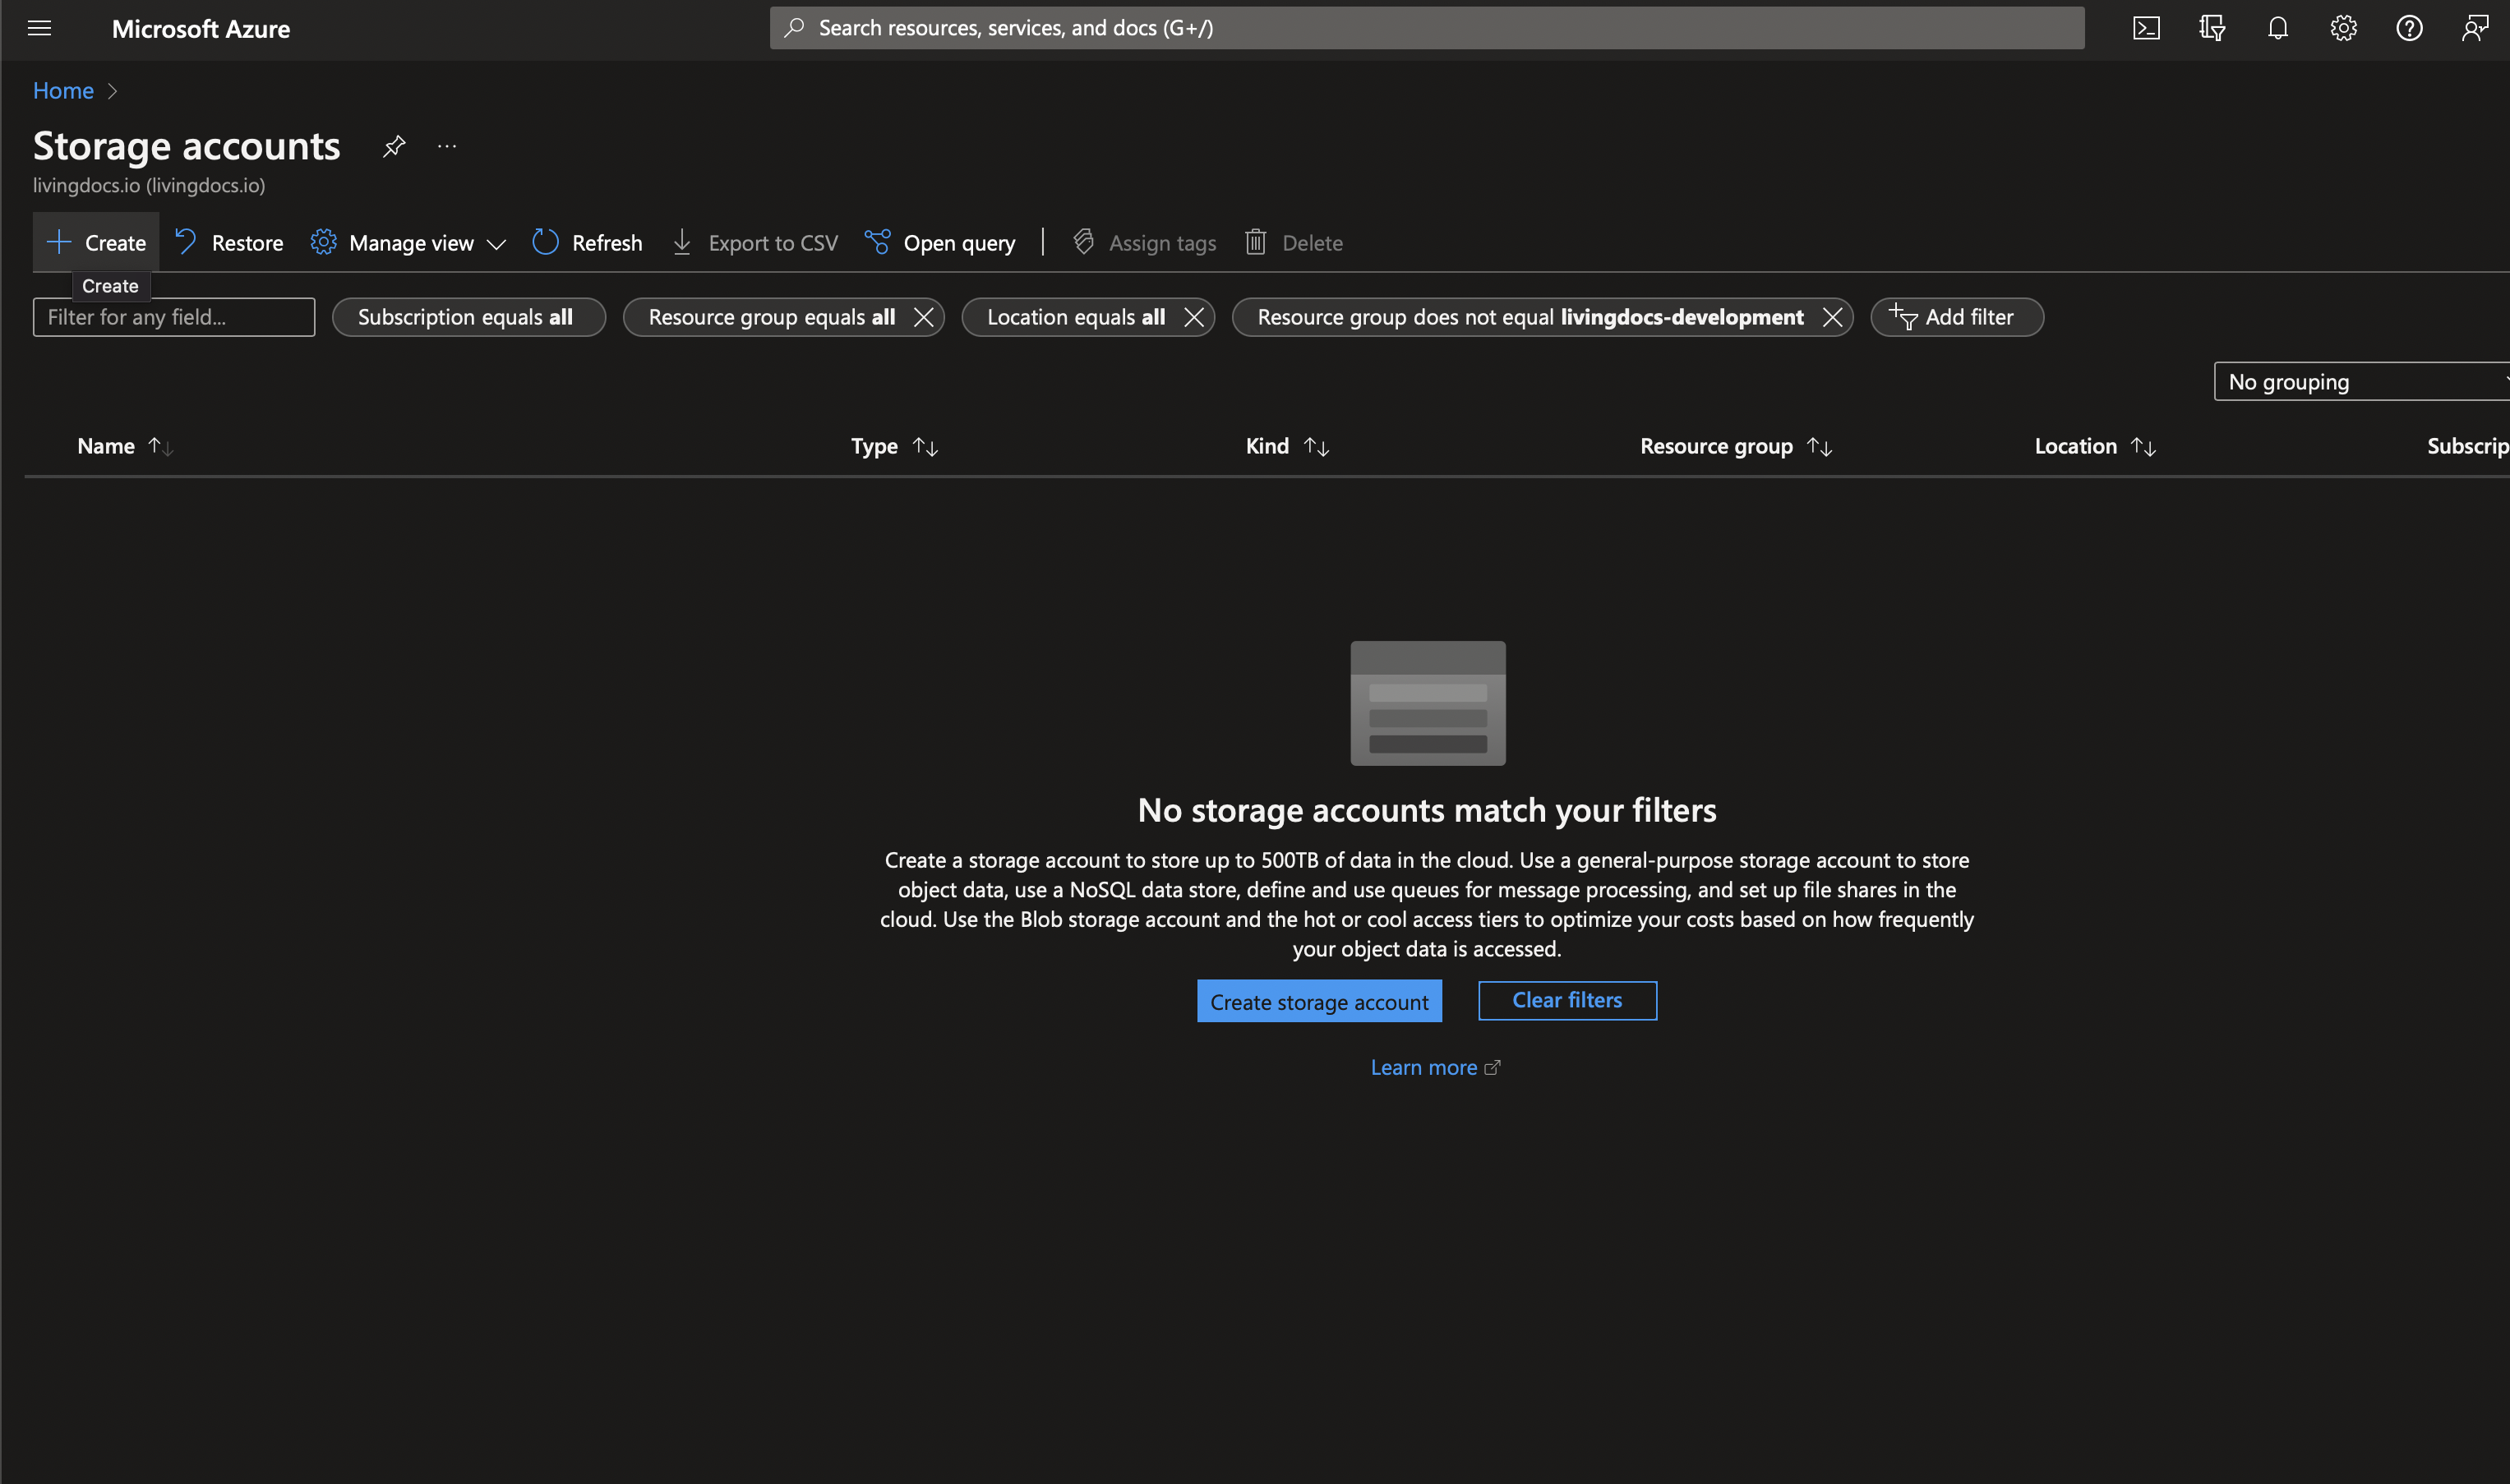 Microsoft Azure
Search resources, services, and docs (G+/)
Home
Storage accounts
livingdocs.io (livingdocs.io)
Create Restore Manage view Refresh Export to CSV Open query Assign tags Delete
Create
Filter for any field... Subscription equals all Resource group equals all Location equals all Resource group does not equal livingdocs-development Add filter
No grouping
Name Type Kind Resource group Location Subscrip
No storage accounts match your filters
Create a storage account to store up to 500TB of data in the cloud. Use a general-purpose storage account to store
object data, use a NoSQL data store, define and use queues for message processing, and set up file shares in the
cloud. Use the Blob storage account and the hot or cool access tiers to optimize your costs based on how frequently
your object data is accessed.
Create storage account Clear filters
Learn more